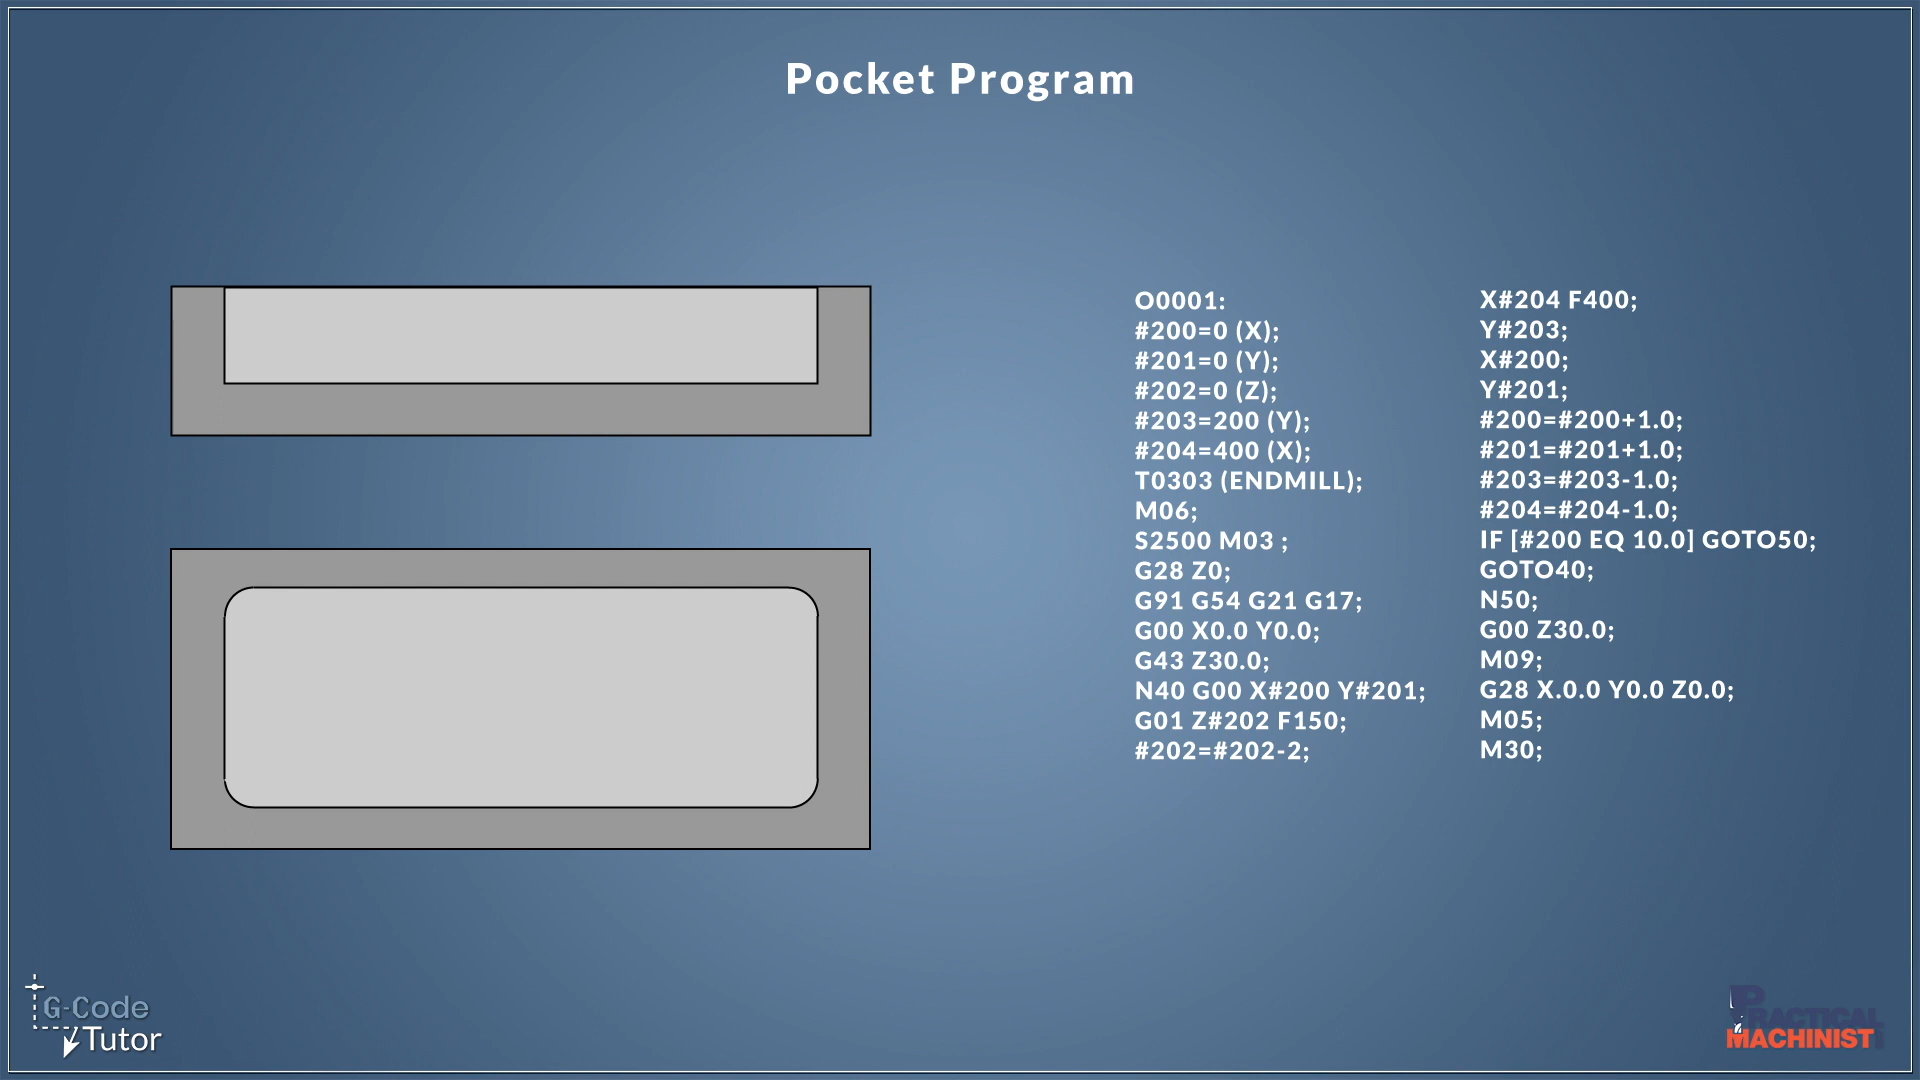 Pocket Program
O0001:
#200=0 (X);
#201=0 (Y);
#202=0 (Z);
#203=200 (Y);
#204=400 (X);
T0303 (ENDMILL);
M06;
S2500 M03 ;
G28 Z0;
G91 G54 G21 G17;
G00 X0.0 Y0.0;
G43 Z30.0;
N40 G00 X#200 Y#201;
G01 Z#202 F150;
#202=#202-2;
X#204 F400;
Y#203;
X#200;
Y#201;
#200=#200+1.0;
#201=#201+1.0;
#203=#203-1.0;
#204=#204-1.0;
IF [#200 EQ 10.0] GOTO50;
GOTO40;
N50;
G00 Z30.0;
M09;
G28 X.0.0 Y0.0 Z0.0;
M05;
M30;
G-Code
Tutor
PRACTICAL
MACHINIST